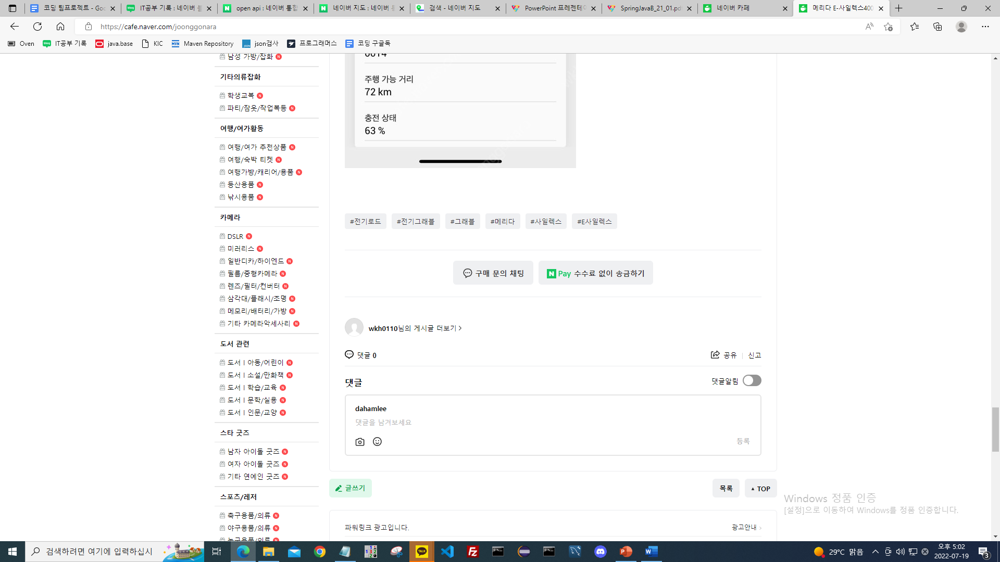 코딩 팀프로젝트 - Goo
IT공부 기록 : 네이버 블
open api : 네이버 통합
네이버 지도 : 네이버 통
검색 - 네이버 지도
PowerPoint 프레젠테이
SpringJavaB_21_01.pd
네이버 카페
메리다 E-사일렉스400
https://cafe.naver.com/joonggonara
Oven
IT공부 기록
java.base
KIC
Maven Repository
json검사
프로그래머스
코딩 구글독
남성 가방/잡화
기타의류잡화
학생교복
파티/잠옷/작업복등
여행/여가활동
여행/여가 추천상품
여행/숙박 티켓
여행가방/캐리어/용품
등산용품
낚시용품
카메라
DSLR
미러리스
일반디카/하이엔드
필름/중형카메라
렌즈/필터/컨버터
삼각대/플래시/조명
메모리/배터리/가방
기타 카메라악세사리
도서 관련
도서ㅣ아동/어린이
도서ㅣ소설/만화책
도서ㅣ학습/교육
도서ㅣ문학/실용
도서ㅣ인문/교양
스타 굿즈
남자 아이돌 굿즈
여자 아이돌 굿즈
기타 연예인 굿즈
스포츠/레저
축구용품/의류
야구용품/의류
농구용품/의류
주행 가능 거리
72 km
충전 상태
63 %
#전기로드 #전기그래블 #그래블 #메리다 #사일렉스 #E사일렉스
구매 문의 채팅
N Pay 수수료 없이 송금하기
wkh0110님의 게시글 더보기
댓글 0
공유
신고
댓글
댓글알림
dahamlee
댓글을 남겨보세요
등록
글쓰기
목록
TOP
파워링크 광고입니다.
광고안내
Windows 정품 인증
[설정]으로 이동하여 Windows를 정품 인증합니다.
검색하려면 여기에 입력하십시
TALK
29°C 맑음
오후 5:02
2022-07-19
3